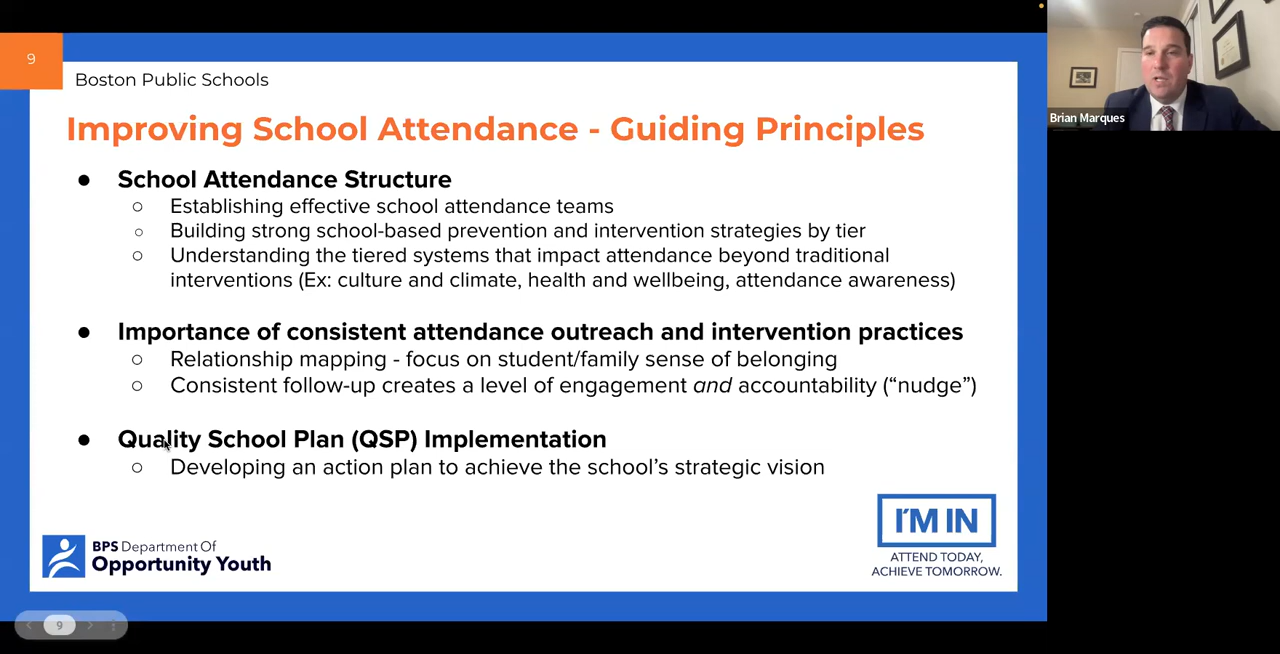 9
Boston Public Schools
Improving School Attendance - Guiding Principles
● School Attendance Structure
○ Establishing effective school attendance teams
○ Building strong school-based prevention and intervention strategies by tier
○ Understanding the tiered systems that impact attendance beyond traditional
interventions (Ex: culture and climate, health and wellbeing, attendance awareness)
● Importance of consistent attendance outreach and intervention practices
○ Relationship mapping - focus on student/family sense of belonging
○ Consistent follow-up creates a level of engagement and accountability (“nudge”)
● Quality School Plan (QSP) Implementation
○ Developing an action plan to achieve the school’s strategic vision
BPS Department Of
Opportunity Youth
I'M IN
ATTEND TODAY,
ACHIEVE TOMORROW.
9
Brian Marques